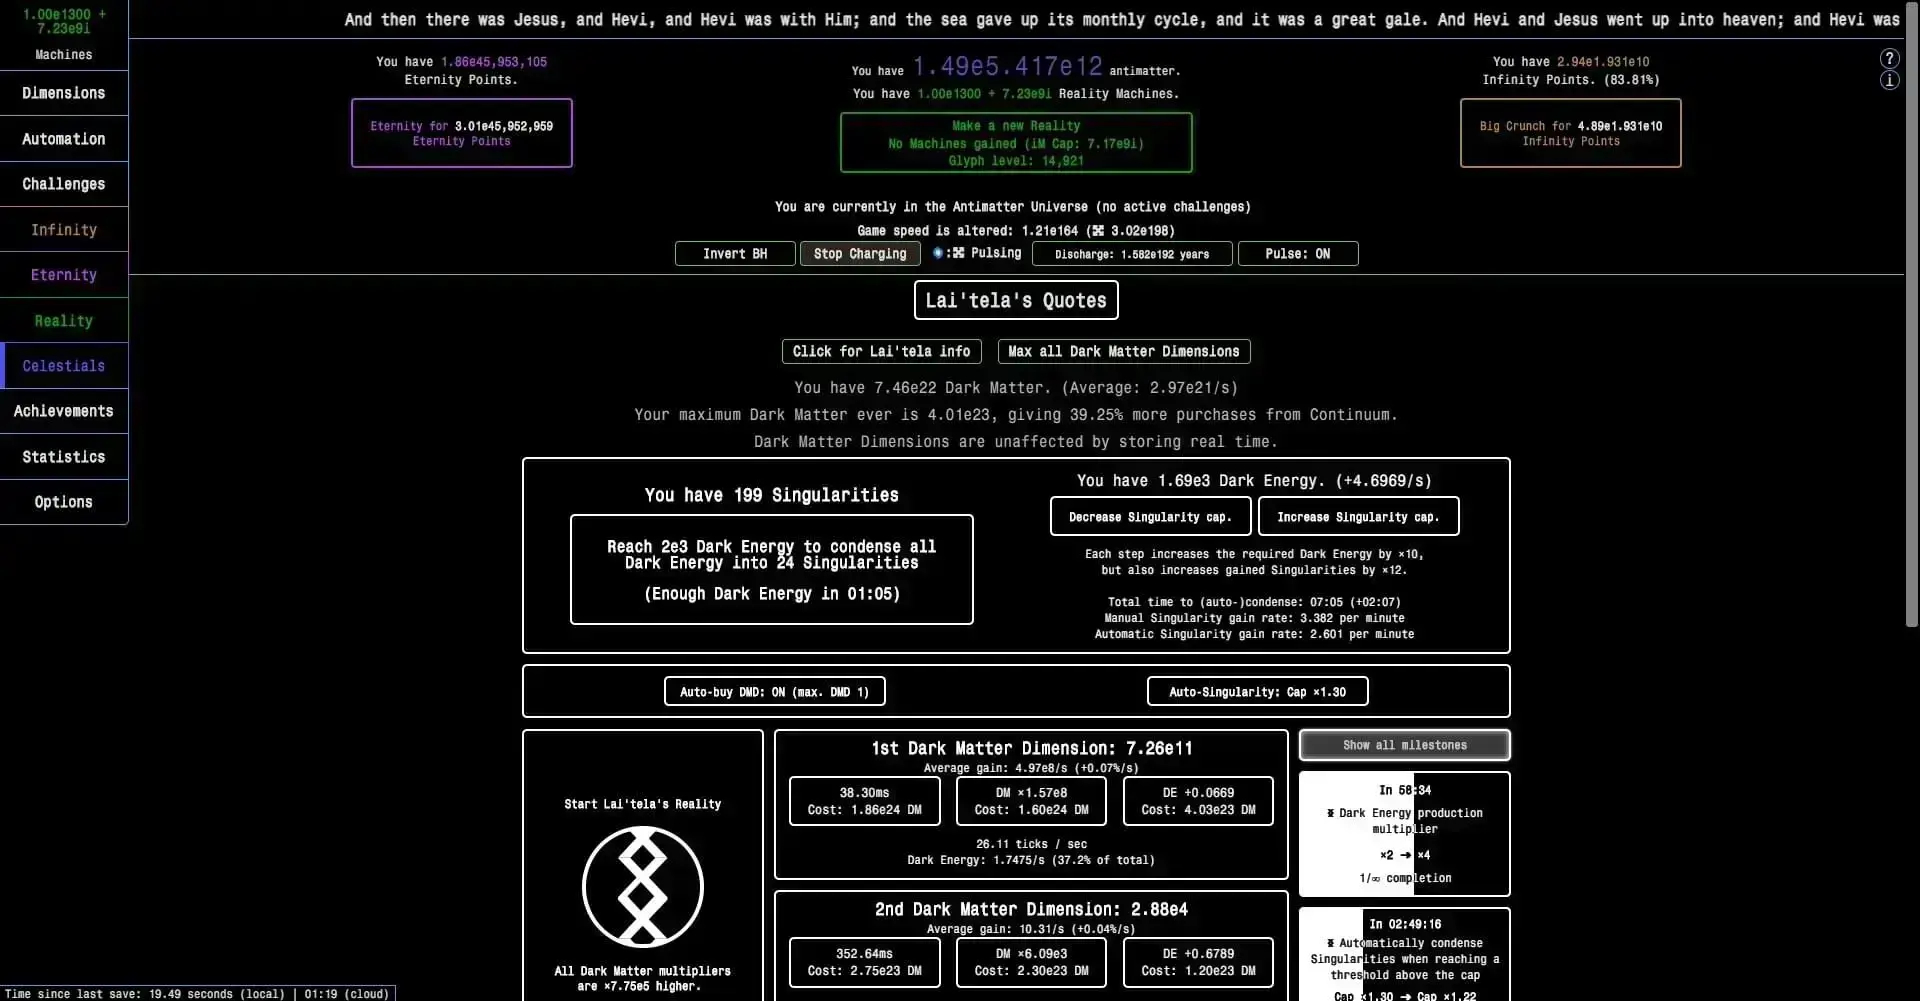 1.00e1300 +
7.23e9i
Machines
Dimensions
Automation
Challenges
Infinity
Eternity
Reality
Celestials
Achievements
Statistics
Options
And then there was Jesus, and Hevi, and Hevi was with Him; and the sea gave up its monthly cycle, and it was a great gale. And Hevi and Jesus went up into heaven; and Hevi was
You have 1.86e45,953,105
Eternity Points.
Eternity for 3.01e45,952,959
Eternity Points
You have 1.49e5.417e12 antimatter.
You have 1.00e1300 + 7.23e9i Reality Machines.
Make a new Reality
No Machines gained (iM Cap: 7.17e9i)
Glyph level: 14,921
You have 2.94e1.931e10
Infinity Points. (83.81%)
Big Crunch for 4.89e1.931e10
Infinity Points
?
i
You are currently in the Antimatter Universe (no active challenges)
Game speed is altered: 1.21e164 (⌘ 3.02e198)
Invert BH
Stop Charging
Pulsing
Discharge: 1.582e192 years
Pulse: ON
Lai'tela's Quotes
Click for Lai'tela info
Max all Dark Matter Dimensions
You have 7.46e22 Dark Matter. (Average: 2.97e21/s)
Your maximum Dark Matter ever is 4.01e23, giving 39.25% more purchases from Continuum.
Dark Matter Dimensions are unaffected by storing real time.
You have 199 Singularities
Reach 2e3 Dark Energy to condense all
Dark Energy into 24 Singularities
(Enough Dark Energy in 01:05)
You have 1.69e3 Dark Energy. (+4.6969/s)
Decrease Singularity cap.
Increase Singularity cap.
Each step increases the required Dark Energy by ×10,
but also increases gained Singularities by ×12.
Total time to (auto-)condense: 07:05 (+02:07)
Manual Singularity gain rate: 3.382 per minute
Automatic Singularity gain rate: 2.601 per minute
Auto-buy DMD: ON (max. DMD 1)
Auto-Singularity: Cap ×1.30
Start Lai'tela's Reality
All Dark Matter multipliers
are ×7.75e5 higher.
1st Dark Matter Dimension: 7.26e11
Average gain: 4.97e8/s (+0.07%/s)
38.30ms
Cost: 1.86e24 DM
DM ×1.57e8
Cost: 1.60e24 DM
DE +0.0669
Cost: 4.03e23 DM
26.11 ticks / sec
Dark Energy: 1.7475/s (37.2% of total)
2nd Dark Matter Dimension: 2.88e4
Average gain: 10.31/s (+0.04%/s)
352.64ms
Cost: 2.75e23 DM
DM ×6.09e3
Cost: 2.30e23 DM
DE +0.6789
Cost: 1.20e23 DM
Show all milestones
In 58:34
Dark Energy production
multiplier
×2 → ×4
1/∞ completion
In 02:49:16
Automatically condense
Singularities when reaching a
threshold above the cap
Cap ×1.30 → Cap ×1.22
Time since last save: 19.49 seconds (local) | 01:19 (cloud)